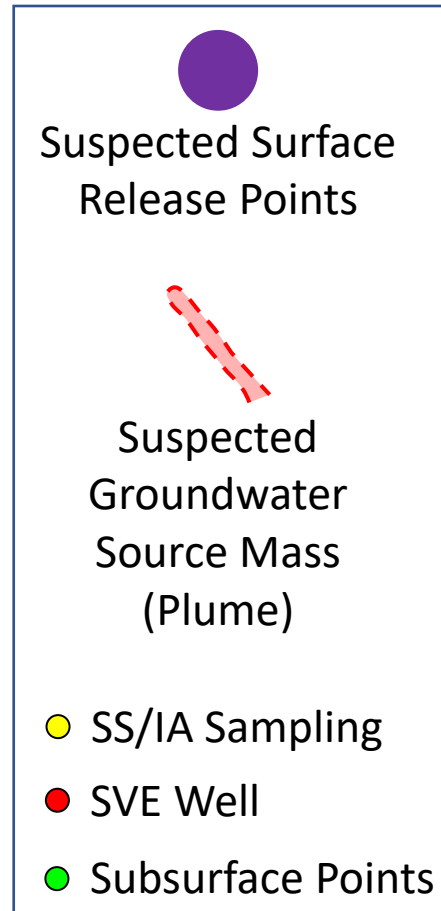 Suspected Surface
Release Points
Suspected
Groundwater
Source Mass
(Plume)
SS/IA Sampling
SVE Well
Subsurface Points